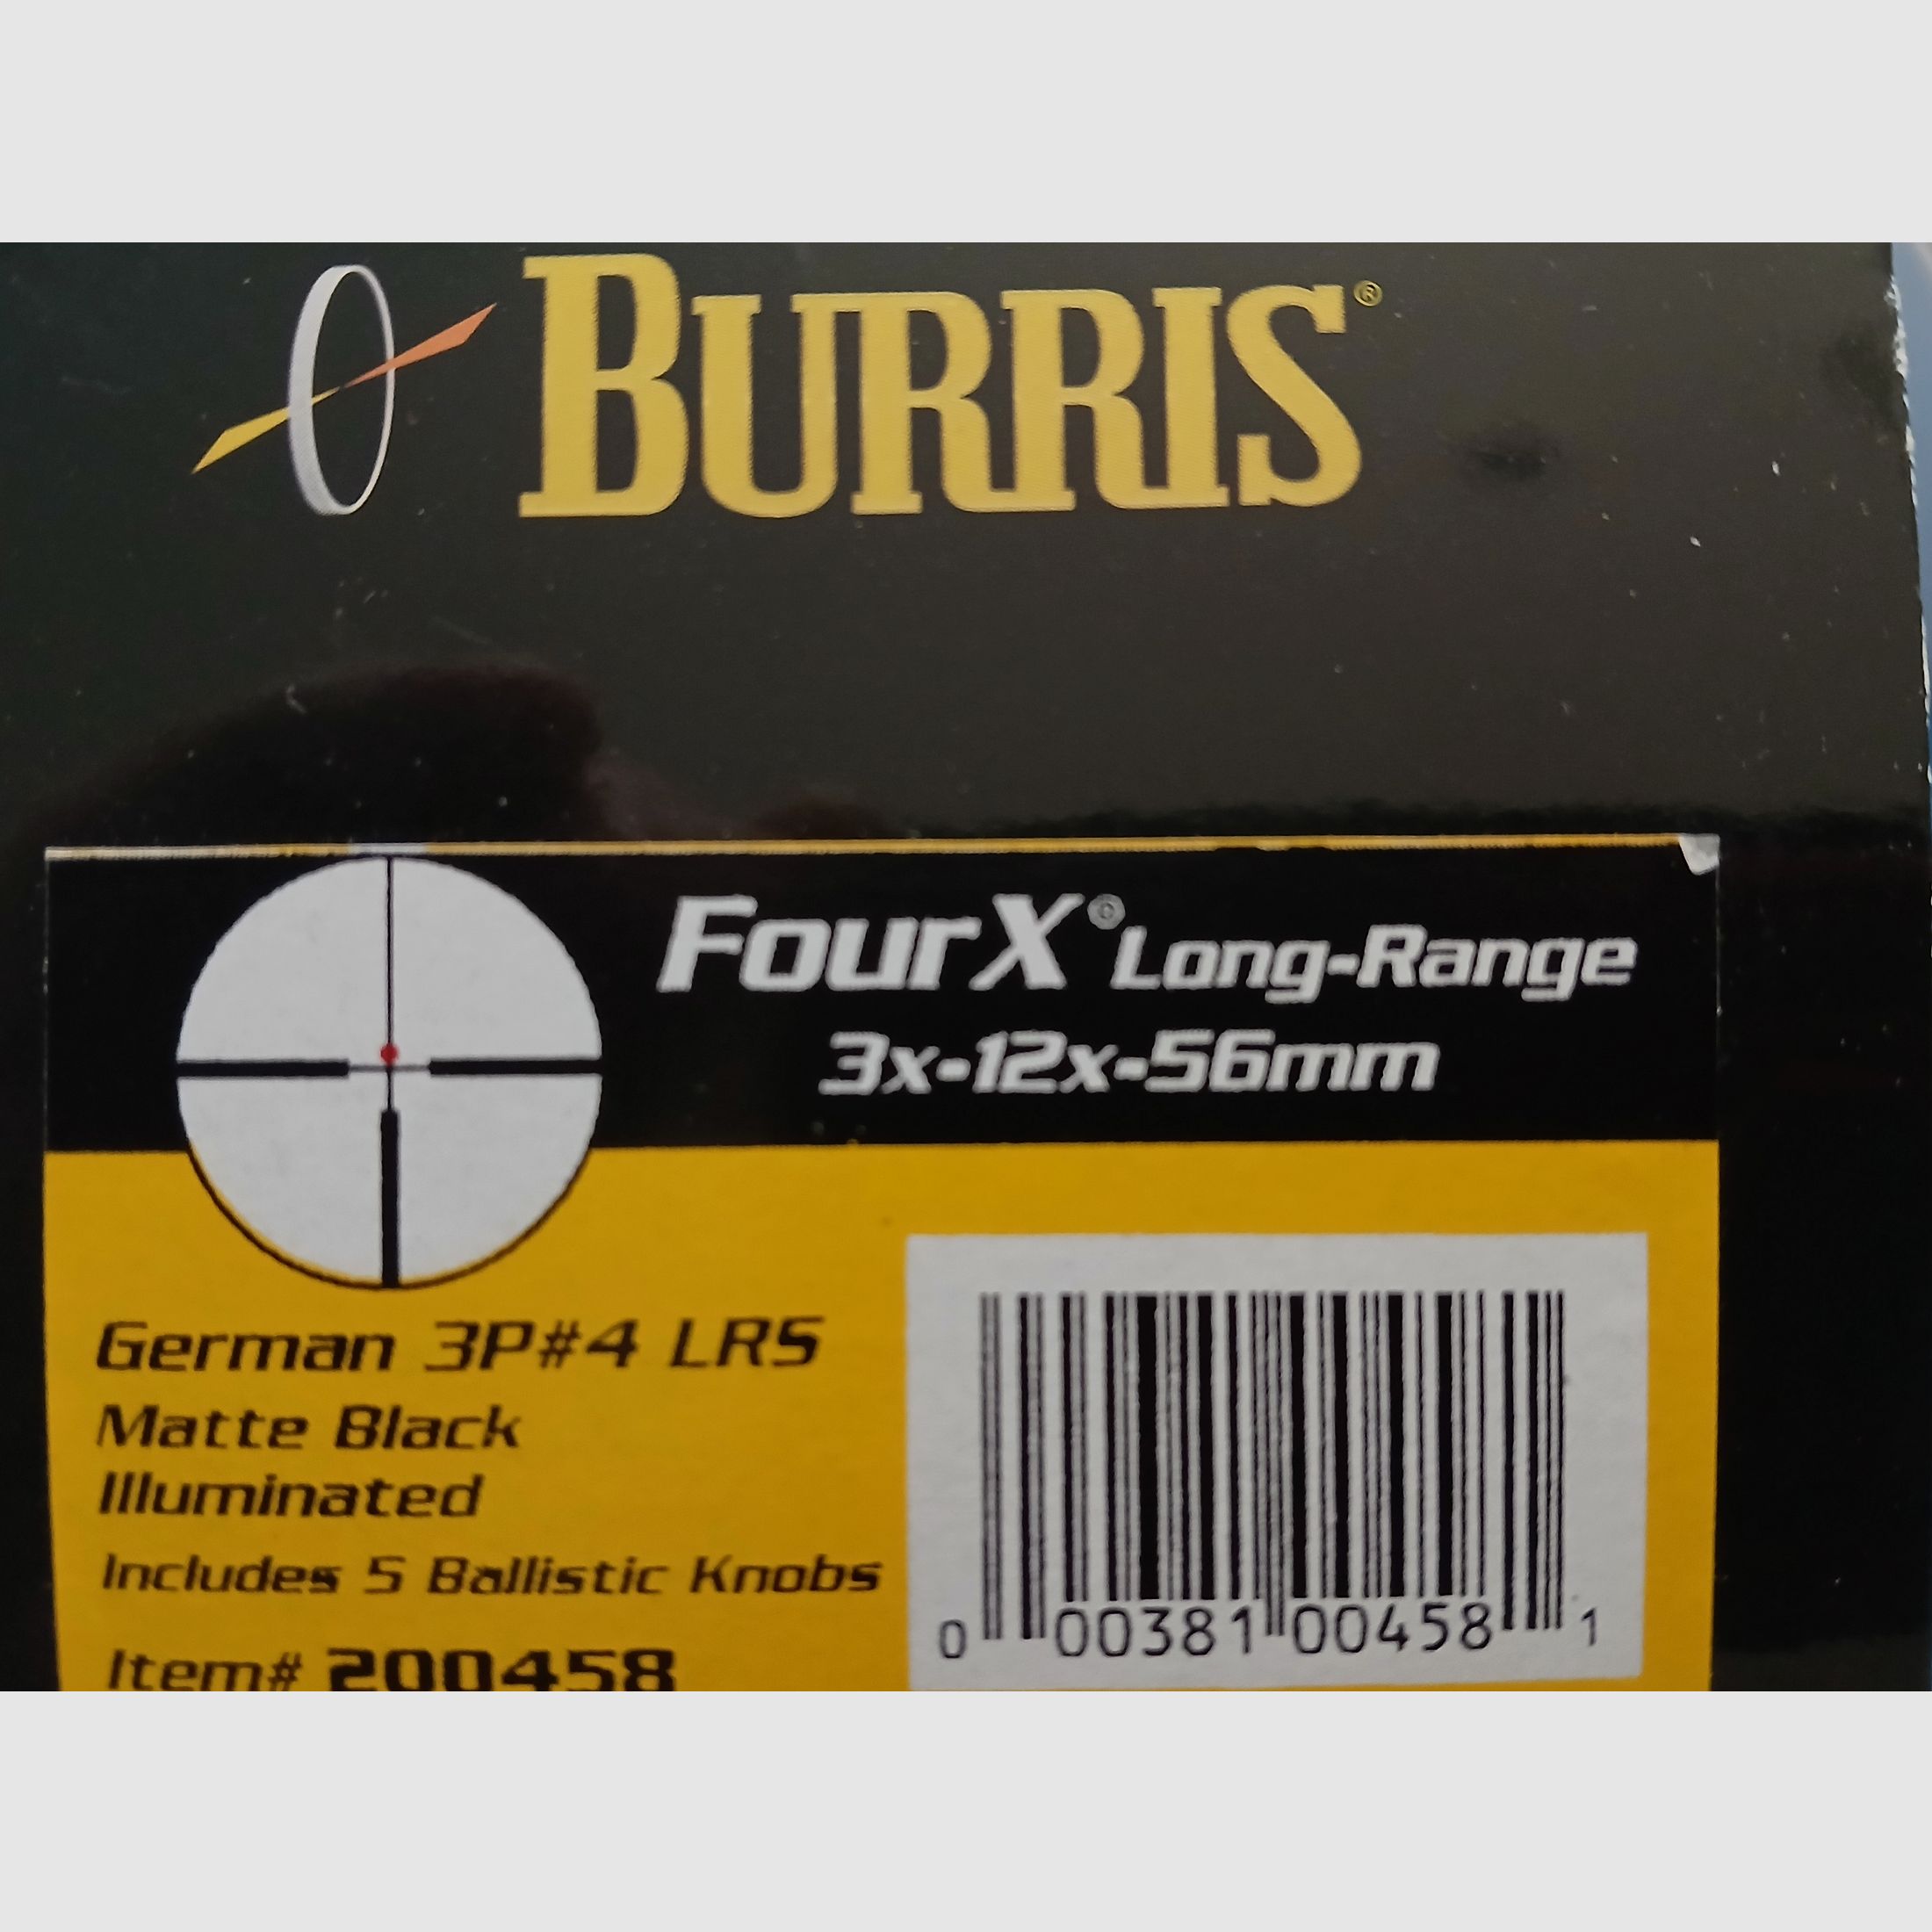 BURRIS®
FourX® Long-Range
3x-12x-56mm
German 3P#4 LRS
Matte Black
Illuminated
Includes 5 Ballistic Knobs
Item# 200458
0 00381 00458 1